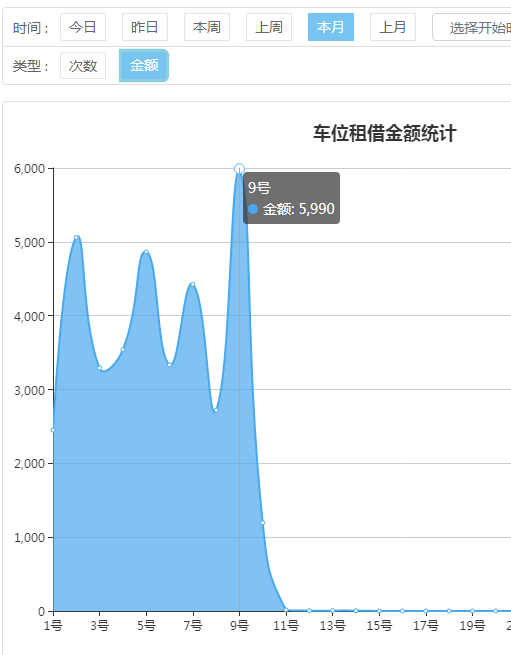 时间： 今日 昨日 本周 上周 本月 上月 选择开始
类型： 次数 金额
车位租借金额统计
6,000
9号
金额: 5,990
5,000
4,000
3,000
2,000
1,000
0
1号 3号 5号 7号 9号 11号 13号 15号 17号 19号